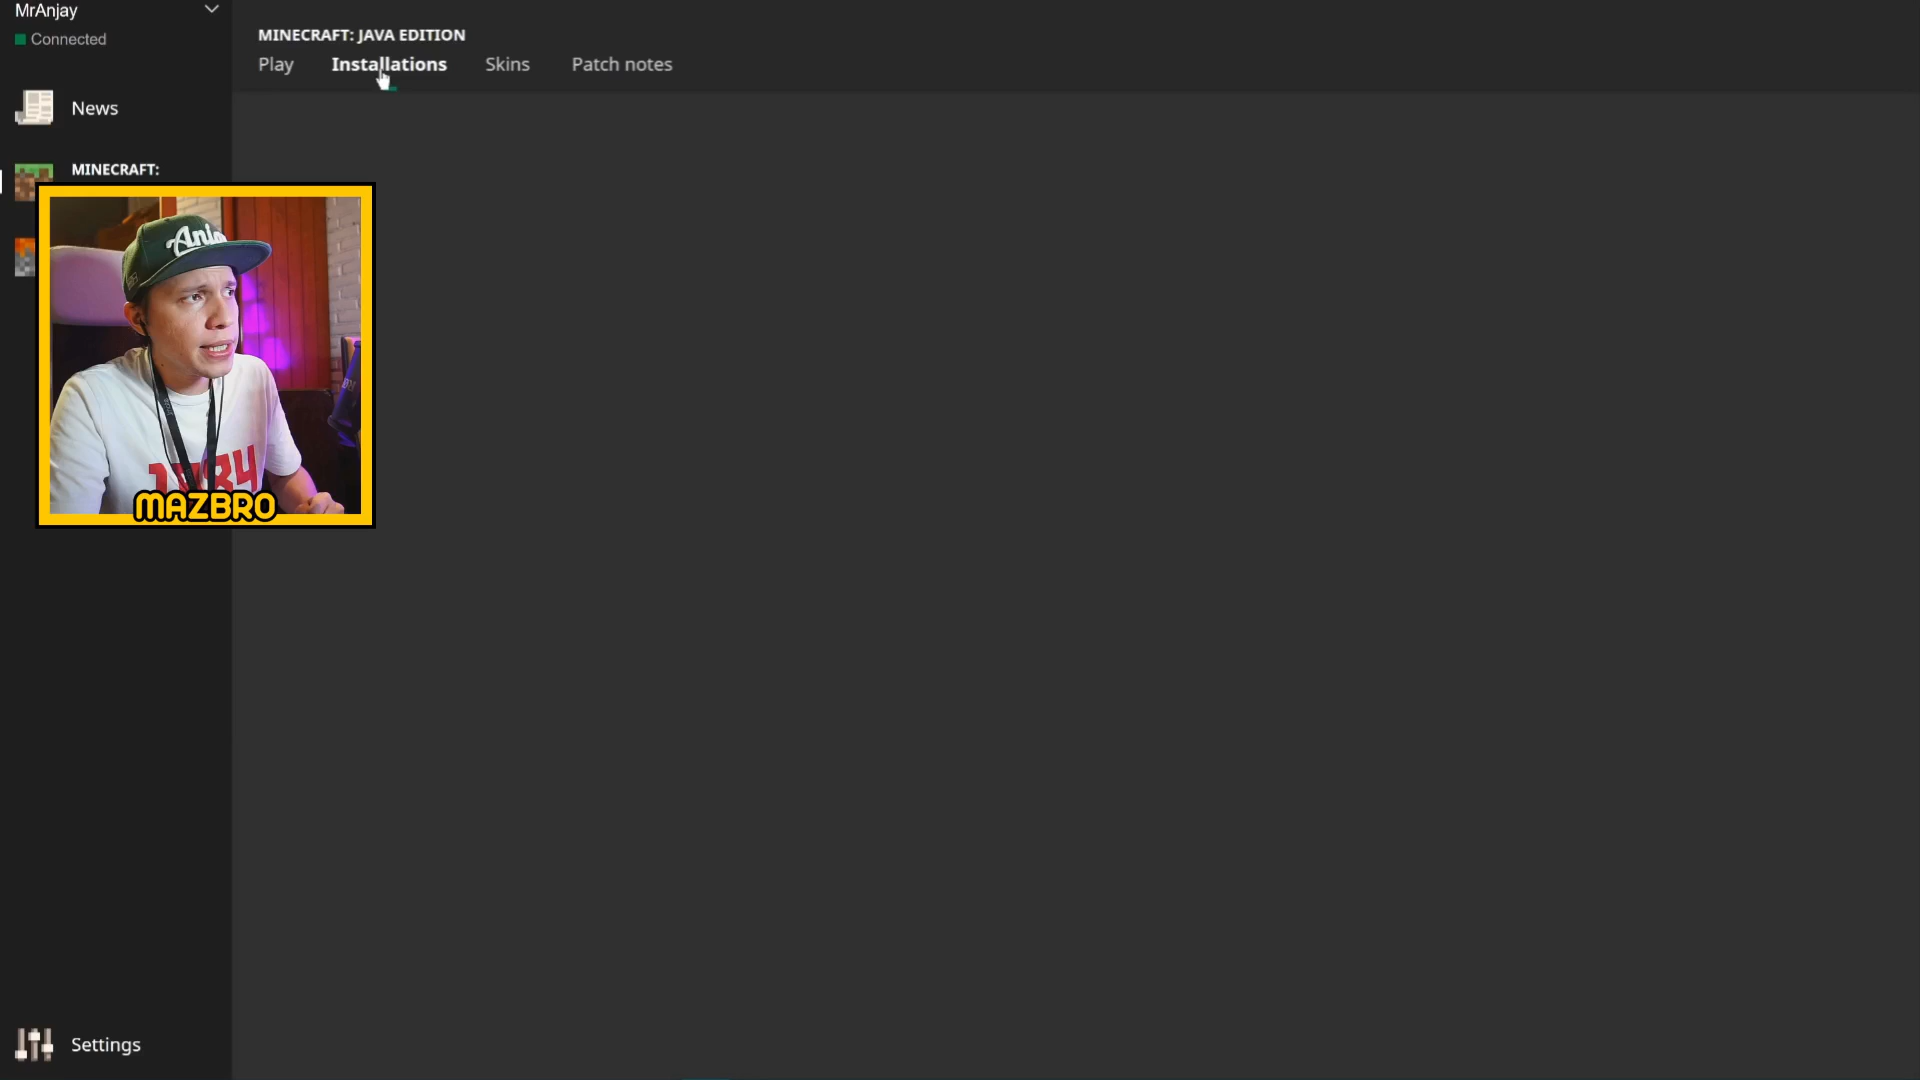 MrAnjay
Connected
MINECRAFT: JAVA EDITION
Play
Installations
Skins
Patch notes
News
MINECRAFT:
MAZBRO
Settings